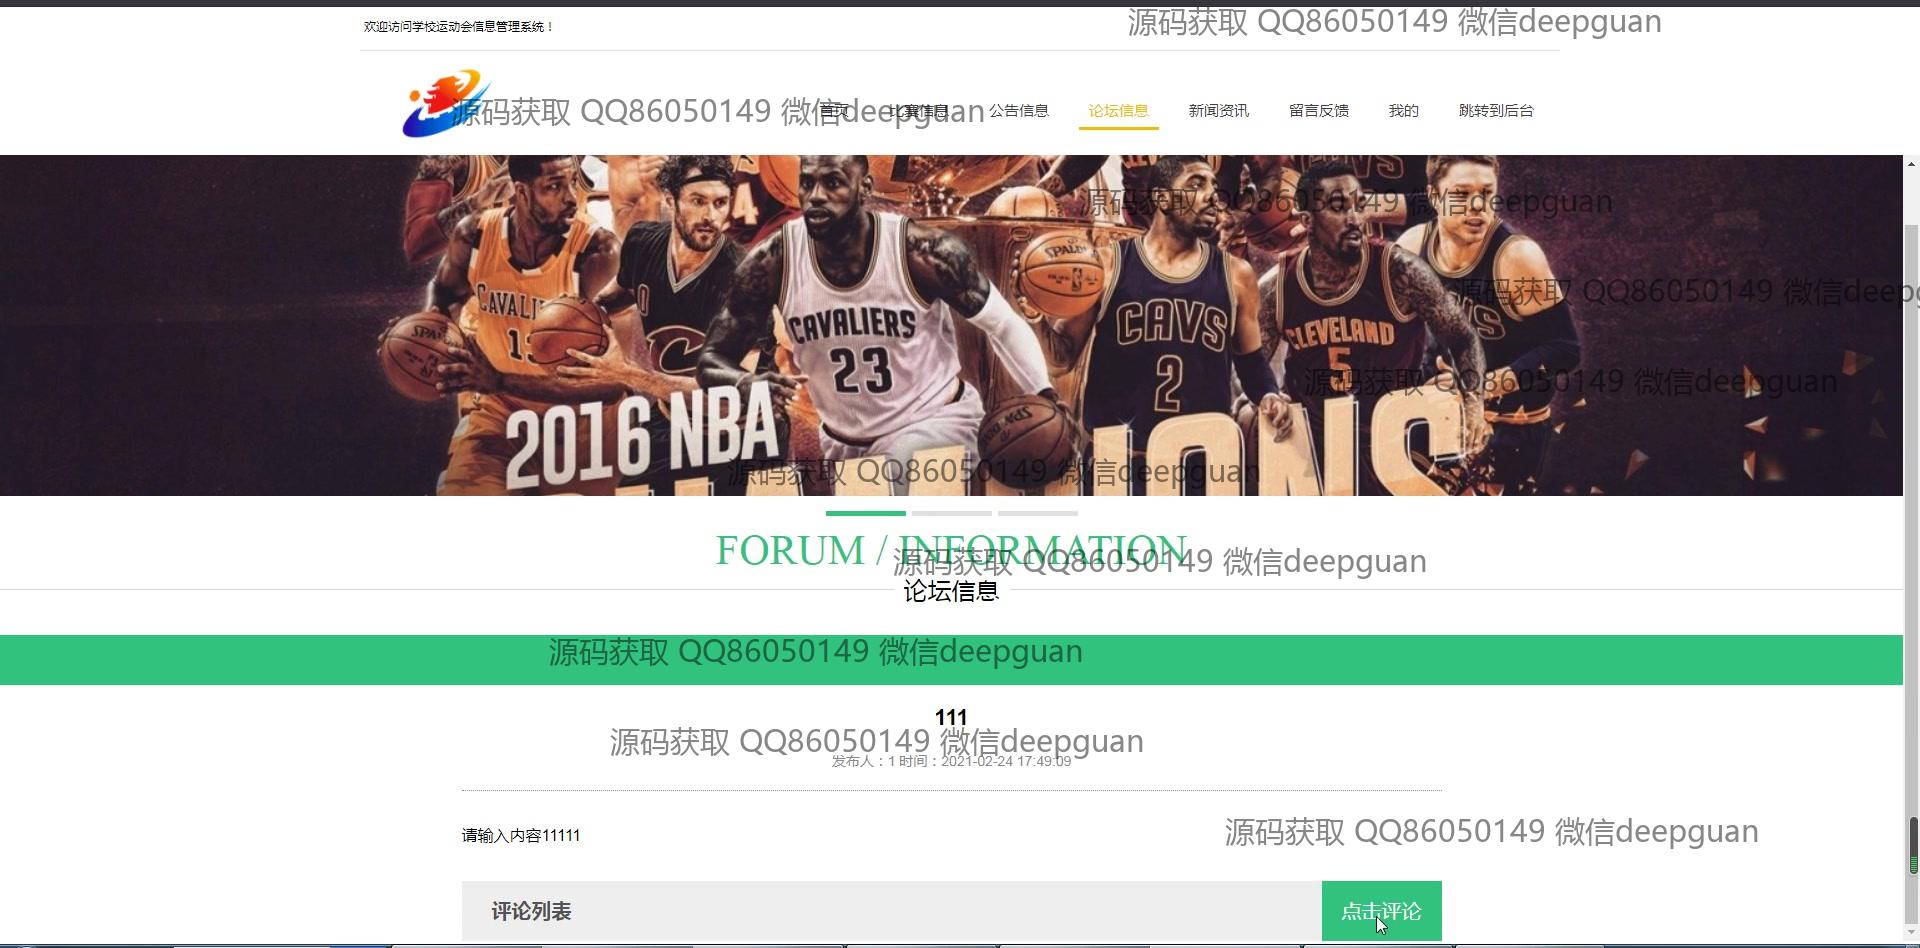 欢迎访问学校运动会信息管理系统！
源码获取 QQ86050149 微信deepguan
源码获取 QQ86050149 微信deepguan
首页 比赛信息 公告信息 论坛信息 新闻资讯 留言反馈 我的 跳转到后台
源码获取 QQ86050149 微信deepguan
SPALDING
源码获取 QQ86050149 微信deepg
CAVALIERS
23
CAVS
2
CLEVELAND
5
源码获取 QQ86050149 微信deepguan
2016 NBA
源码获取 QQ86050149 微信deepguan
FORUM / INFORMATION
源码获取 QQ86050149 微信deepguan
论坛信息
源码获取 QQ86050149 微信deepguan
111
源码获取 QQ86050149 微信deepguan
发布人：1 时间：2021-02-24 17:49:09
源码获取 QQ86050149 微信deepguan
请输入内容11111
评论列表 点击评论